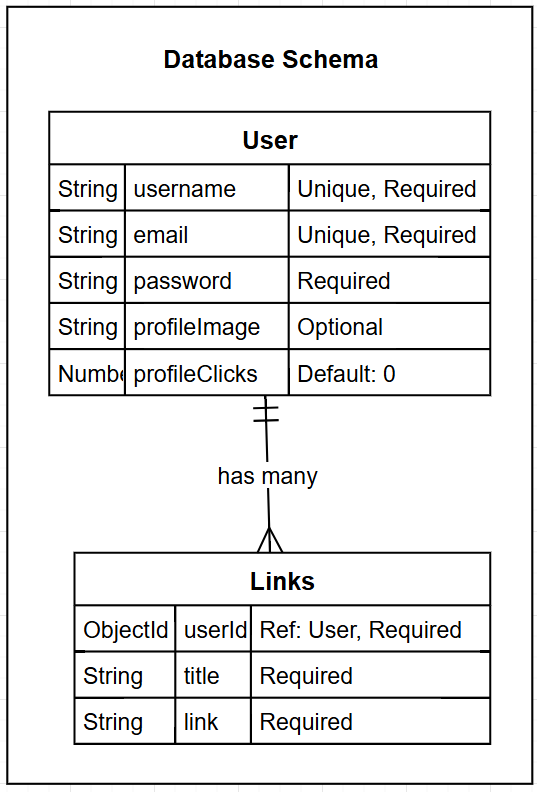 Database Schema
User
String username Unique, Required
String email Unique, Required
String password Required
String profileImage Optional
Numbe profileClicks Default: 0
has many
Links
ObjectId userId Ref: User, Required
String title Required
String link Required